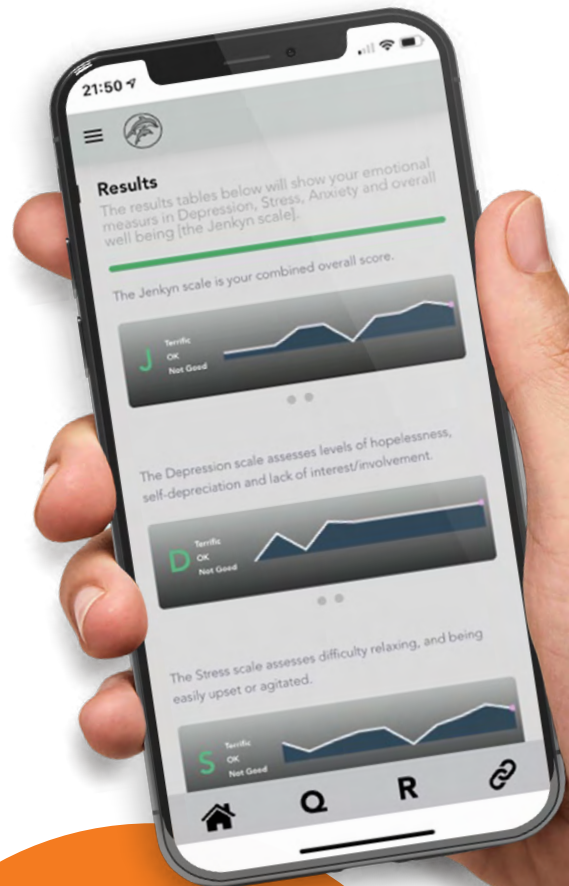 21:50
Results
The results tables below will show your emotional
measurs in Depression, Stress, Anxiety and overall
well being [the Jenkyn scale].
The Jenkyn scale is your combined overall score.
J
Terrific
OK
Not Good
The Depression scale assesses levels of hopelessness,
self-depreciation and lack of interest/involvement.
D
Terrific
OK
Not Good
The Stress scale assesses difficulty relaxing, and being
easily upset or agitated.
S
Terrific
OK
Not Good
Q R